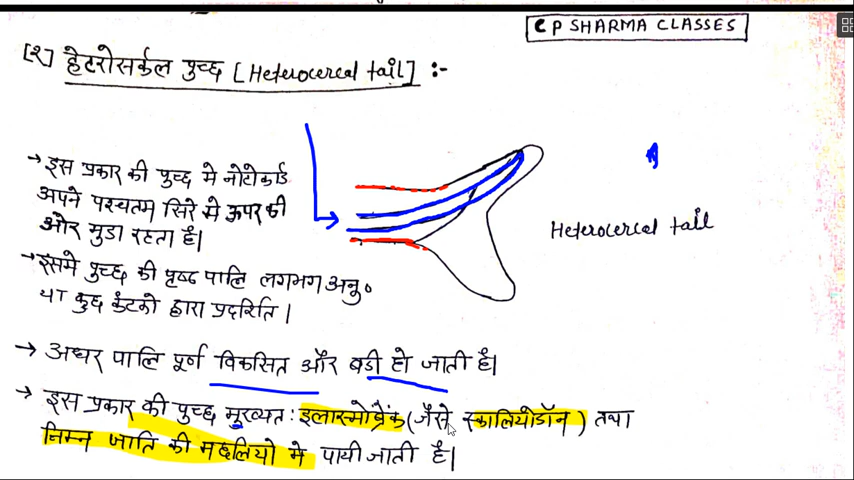 CP SHARMA CLASSES
[२] हेटरोसर्कल पुच्छ [Heterocercal tail] :-
→ इस प्रकार की पुच्छ मे नोटोकार्ड
अपने पश्चतम सिरे मे ऊपर की
ओर मुडा रहता है।
→ इसमे पुच्छ की पृष्ठ पालि लगभग अनु॰
या कुछ कंटको द्वारा प्रदर्शित।
Heterocercal tail
→ अधर पालि पूर्ण विकसित और बडी हो जाती है।
→ इस प्रकार की पुच्छ मुख्यत: इलास्मोब्रैंक (जैसे स्कालियोडॉन) तथा
निम्न जाति की मछलियो मे पायी जाती है।